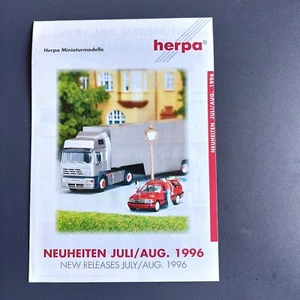 Herpa Miniaturmodelle
herpa®
NEUHEITEN JULI/AUG. 1996
NEUHEITEN JULI/AUG. 1996
NEW RELEASES JULY/AUG. 1996